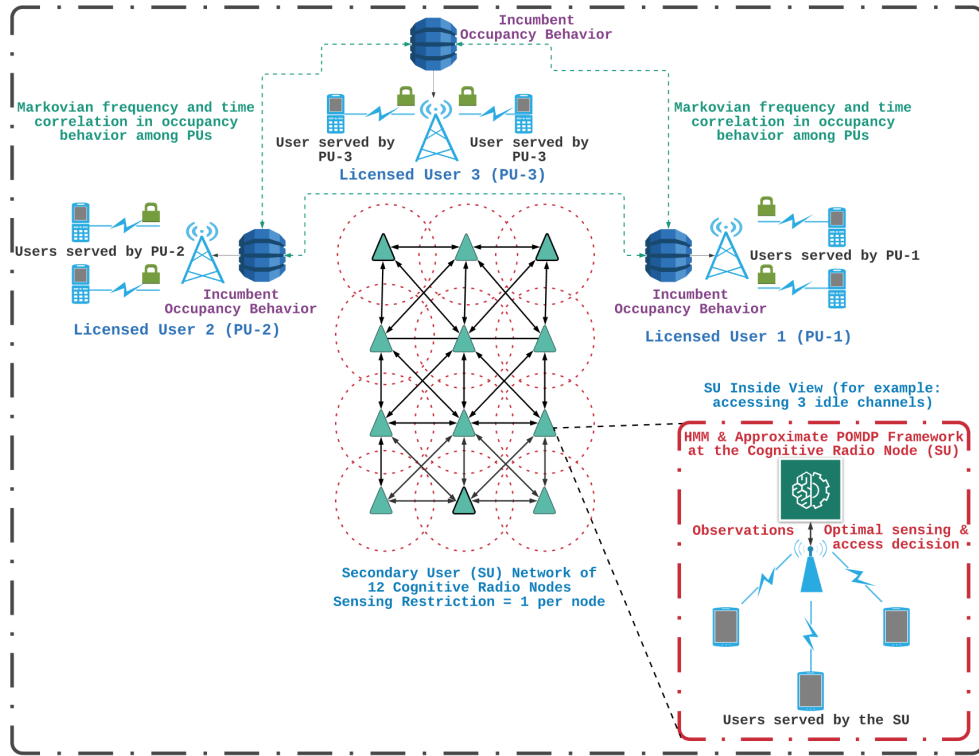 Incumbent
Occupancy Behavior
Markovian frequency and time
correlation in occupancy
behavior among PUs
Markovian frequency and time
correlation in occupancy
behavior among PUs
User served by
PU-3
User served by
PU-3
Licensed User 3 (PU-3)
Users served by PU-2
Users served by PU-1
Incumbent
Occupancy Behavior
Incumbent
Occupancy Behavior
Licensed User 2 (PU-2)
Licensed User 1 (PU-1)
SU Inside View (for example:
accessing 3 idle channels)
HMM & Approximate POMDP Framework
at the Cognitive Radio Node (SU)
Observations
Optimal sensing &
access decision
Secondary User (SU) Network of
12 Cognitive Radio Nodes
Sensing Restriction = 1 per node
Users served by the SU